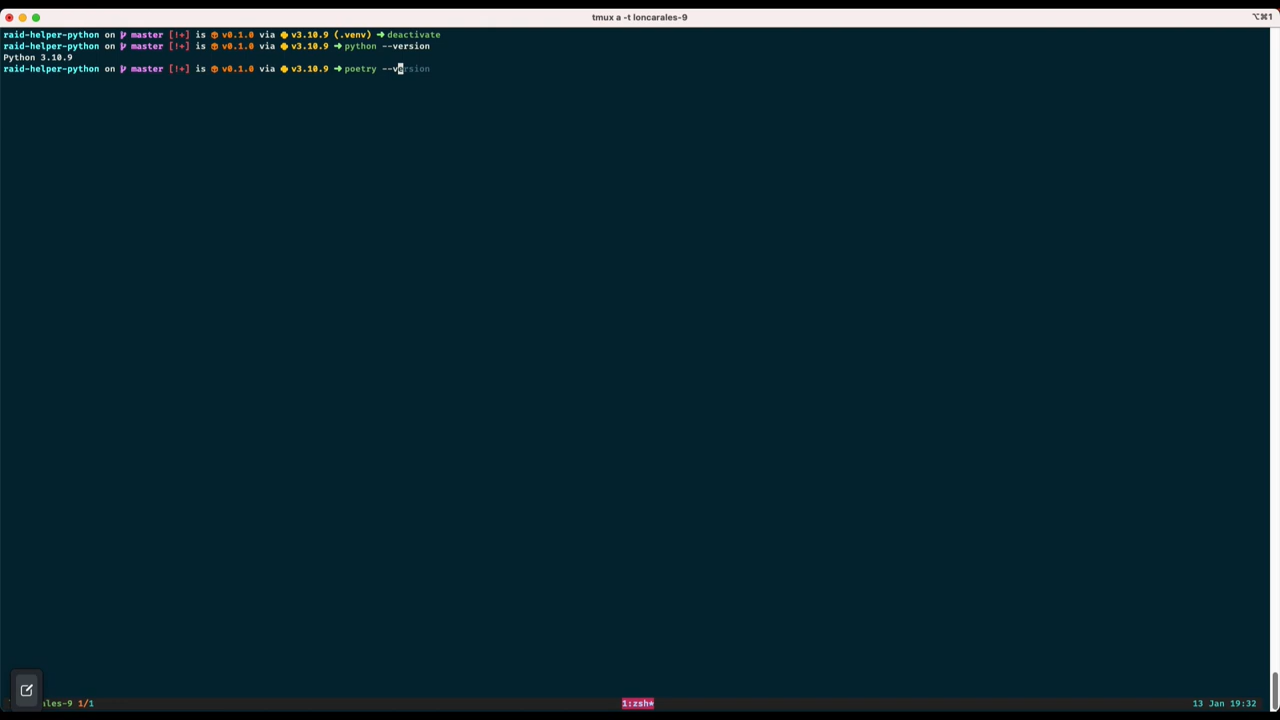 tmux a -t loncarales-9
⌥⌘1
raid-helper-python on master [!+] is v0.1.0 via v3.10.9 (.venv) ➜ deactivate
raid-helper-python on master [!+] is v0.1.0 via v3.10.9 ➜ python --version
Python 3.10.9
raid-helper-python on master [!+] is v0.1.0 via v3.10.9 ➜ poetry --version
ales-9 1/1
1:zsh*
13 Jan 19:32